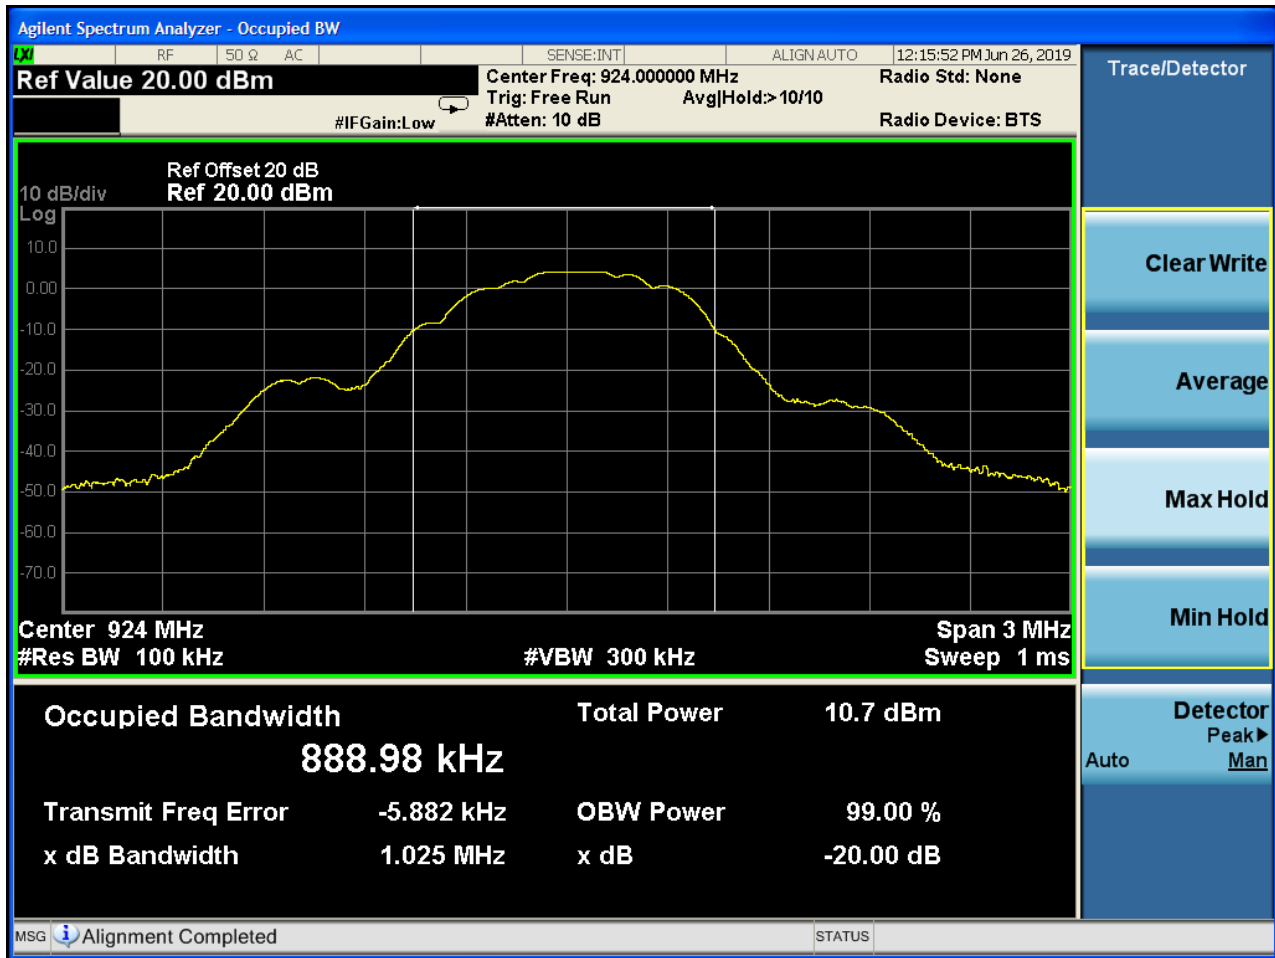 Agilent Spectrum Analyzer - Occupied BW
LXI RF 50 Ω AC SENSE:INT ALIGN AUTO 12:15:52 PM Jun 26, 2019
Ref Value 20.00 dBm
Center Freq: 924.000000 MHz
Radio Std: None
Trig: Free Run
Avg|Hold:> 10/10
#IFGain:Low
#Atten: 10 dB
Radio Device: BTS
Ref Offset 20 dB
10 dB/div
Ref 20.00 dBm
Log
10.0
0.00
-10.0
-20.0
-30.0
-40.0
-50.0
-60.0
-70.0
Center 924 MHz
Span 3 MHz
#Res BW 100 kHz
#VBW 300 kHz
Sweep 1 ms
Occupied Bandwidth
Total Power 10.7 dBm
888.98 kHz
Transmit Freq Error -5.882 kHz
OBW Power 99.00 %
x dB Bandwidth 1.025 MHz
x dB -20.00 dB
Trace/Detector
Clear Write
Average
Max Hold
Min Hold
Detector
Peak▶
Auto Man
MSG Alignment Completed
STATUS